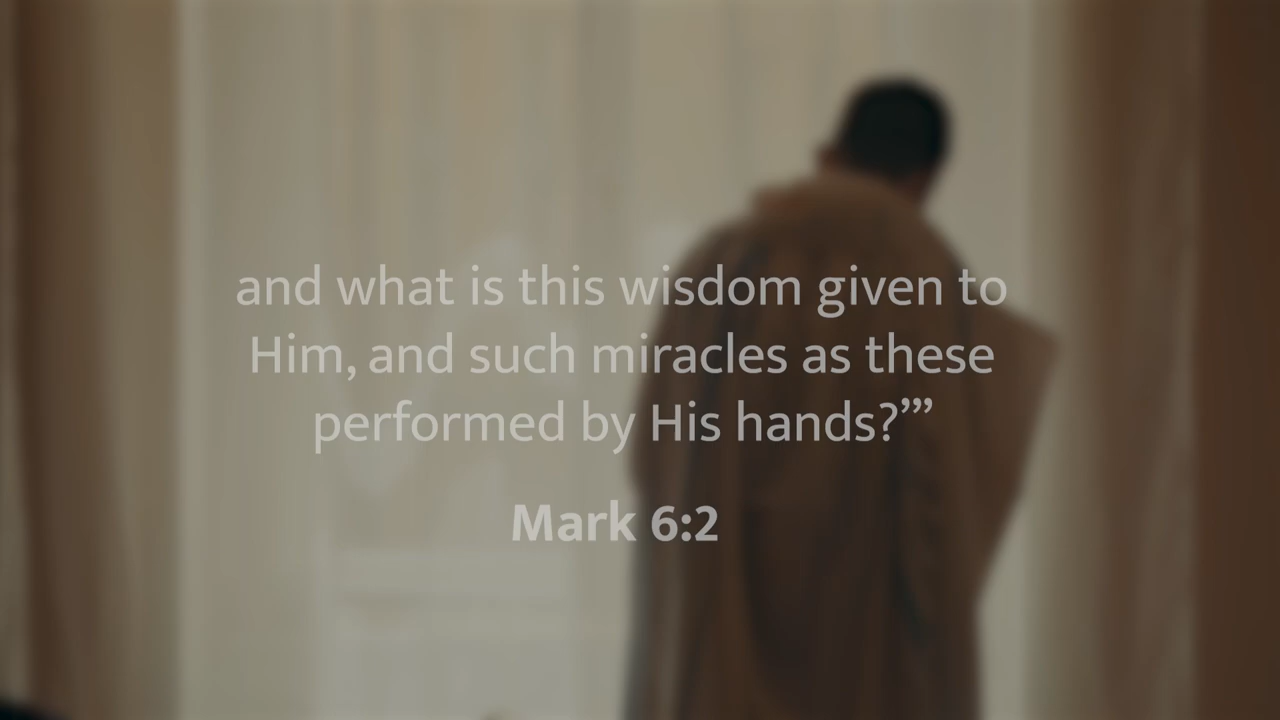 and what is this wisdom given to
Him, and such miracles as these
performed by His hands?’”
Mark 6:2